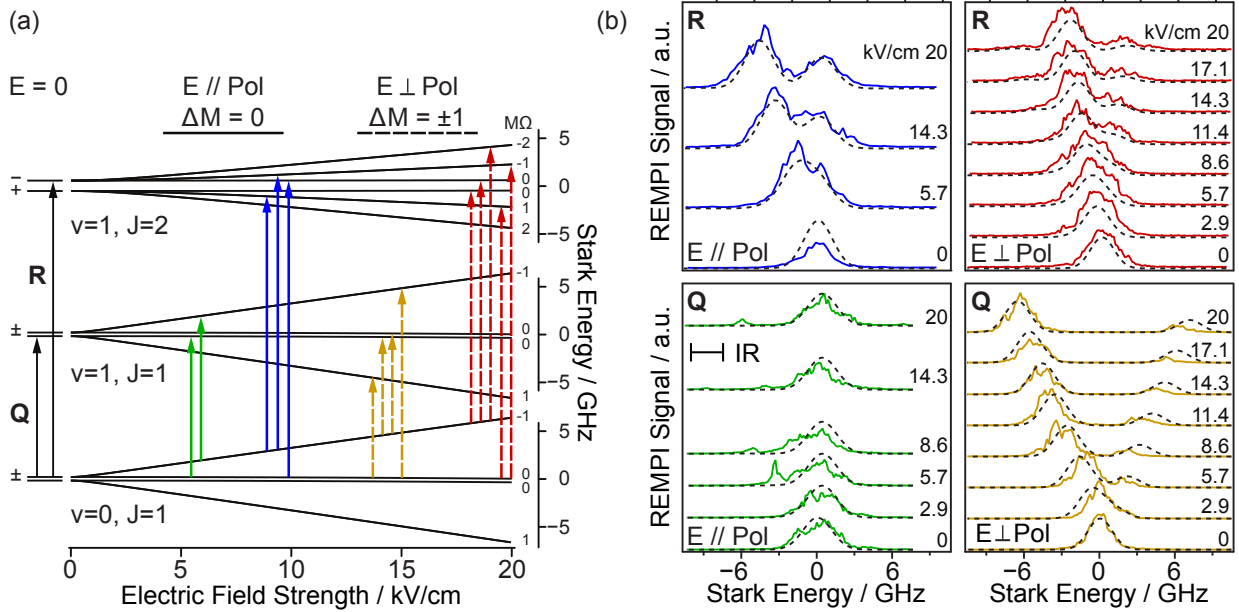 (a)
E = 0
E // Pol
ΔM = 0
E ⊥ Pol
ΔM = ±1
MΩ
-2
-1
0
0
1
2
5
0
−5
−
+
v=1, J=2
R
-1
0
0
1
5
0
−5
±
±
v=1, J=1
Q
-1
0
0
1
5
0
−5
±
±
v=0, J=1
Stark Energy / GHz
0
5
10
15
20
Electric Field Strength / kV/cm
(b)
REMPI Signal / a.u.
R
kV/cm 20
14.3
5.7
0
E // Pol
R
kV/cm 20
17.1
14.3
11.4
8.6
5.7
2.9
0
E ⊥ Pol
REMPI Signal / a.u.
Q
IR
20
14.3
8.6
5.7
2.9
0
E // Pol
−6
0
6
Stark Energy / GHz
Q
20
17.1
14.3
11.4
8.6
5.7
2.9
0
E ⊥ Pol
−6
0
6
Stark Energy / GHz